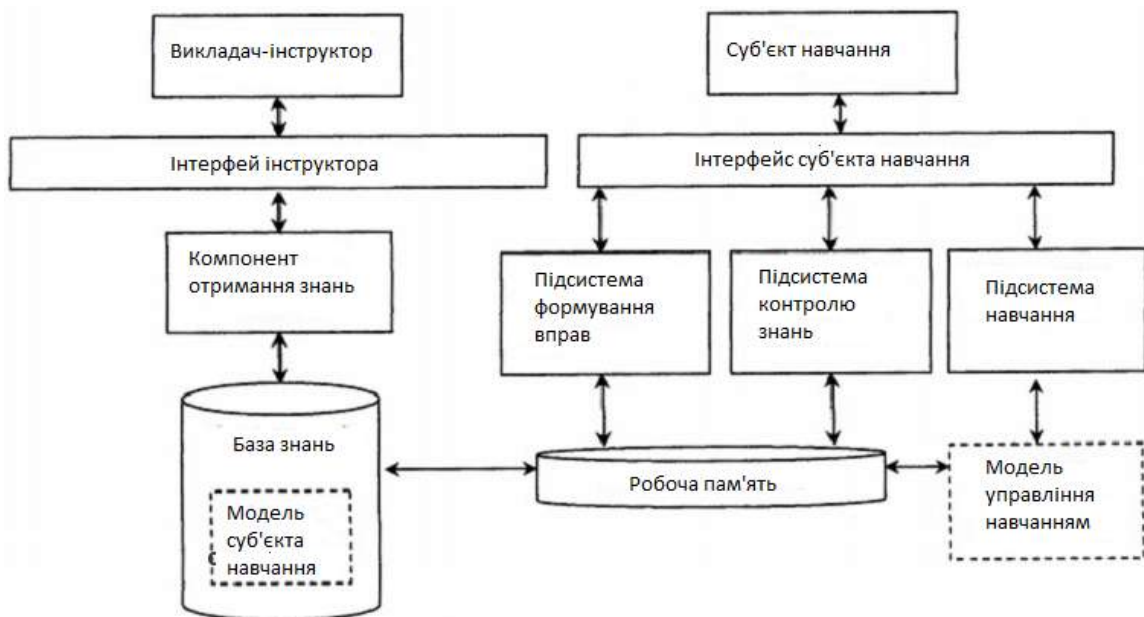 Викладач-інструктор
Суб'єкт навчання
Інтерфей інструктора
Інтерфейс суб'єкта навчання
Компонент
отримання знань
Підсистема
формування
вправ
Підсистема
контролю
знань
Підсистема
навчання
База знань
Модель
суб'єкта
навчання
Робоча пам'ять
Модель
управління
навчанням